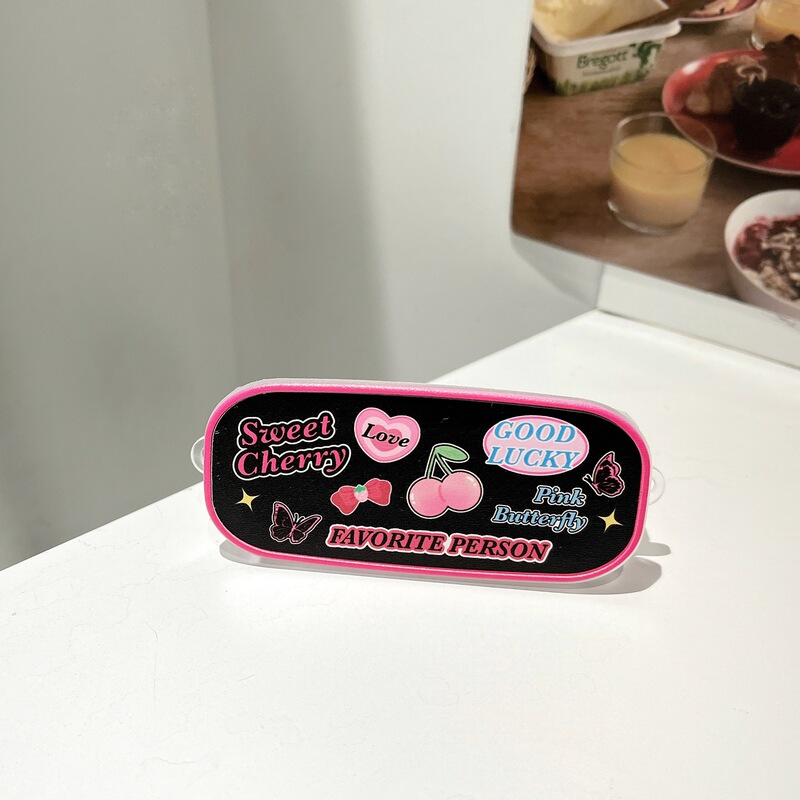 Bregott
Sweet
Cherry
Love
GOOD
LUCKY
Pink
Butterfly
FAVORITE PERSON